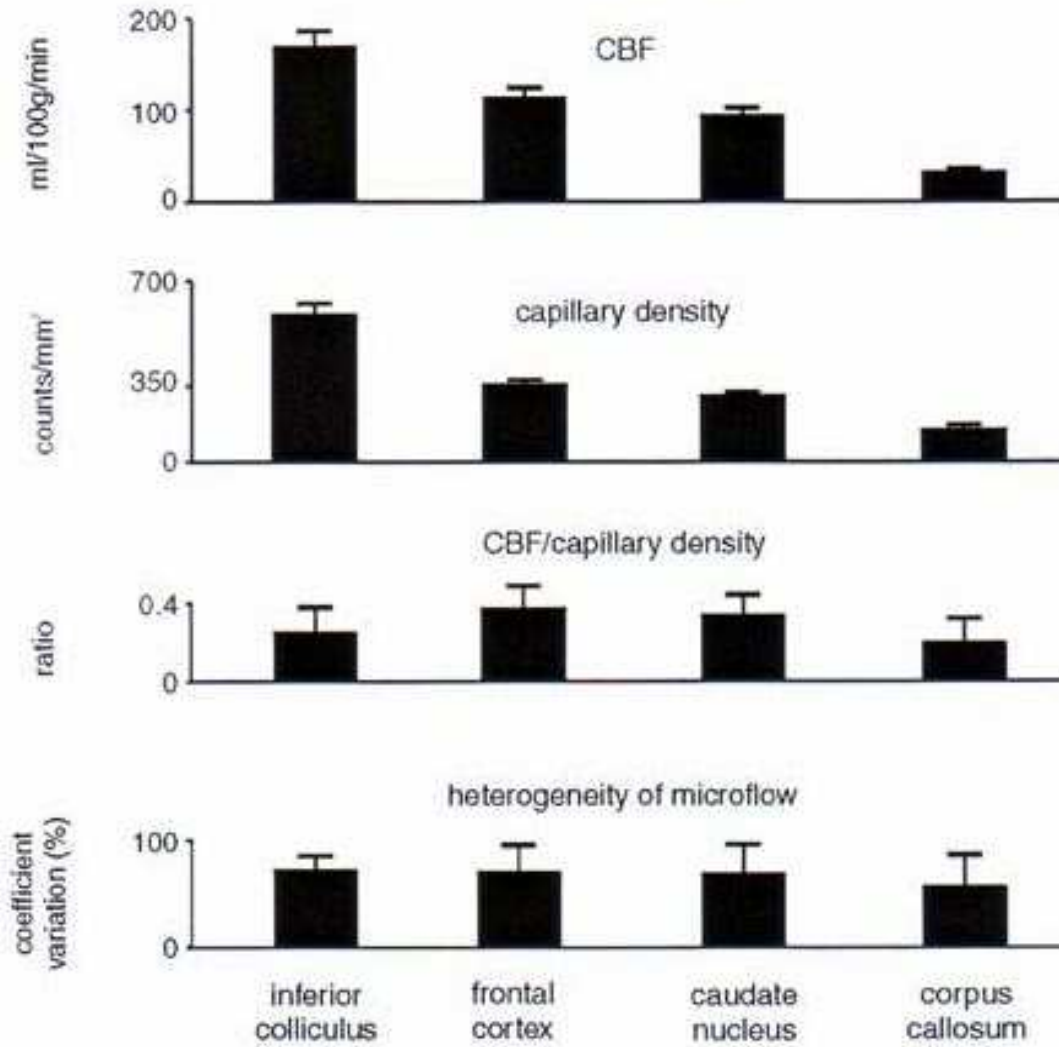 CBF
ml/100g/min
200
100
0
capillary density
counts/mm²
700
350
0
CBF/capillary density
ratio
0.4
0
heterogeneity of microflow
coefficient
variation (%)
100
0
inferior
colliculus
frontal
cortex
caudate
nucleus
corpus
callosum